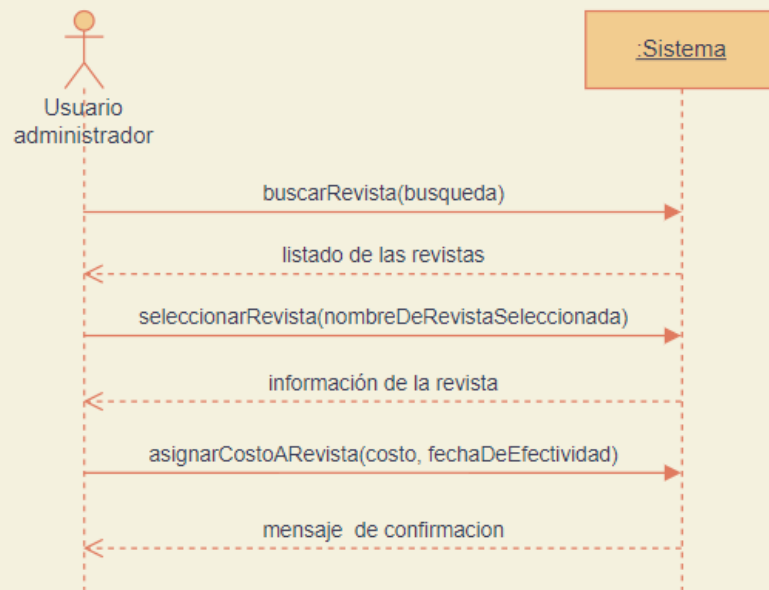 :Sistema
Usuario
administrador
buscarRevista(busqueda)
listado de las revistas
seleccionarRevista(nombreDeRevistaSeleccionada)
información de la revista
asignarCostoARevista(costo, fechaDeEfectividad)
mensaje de confirmacion